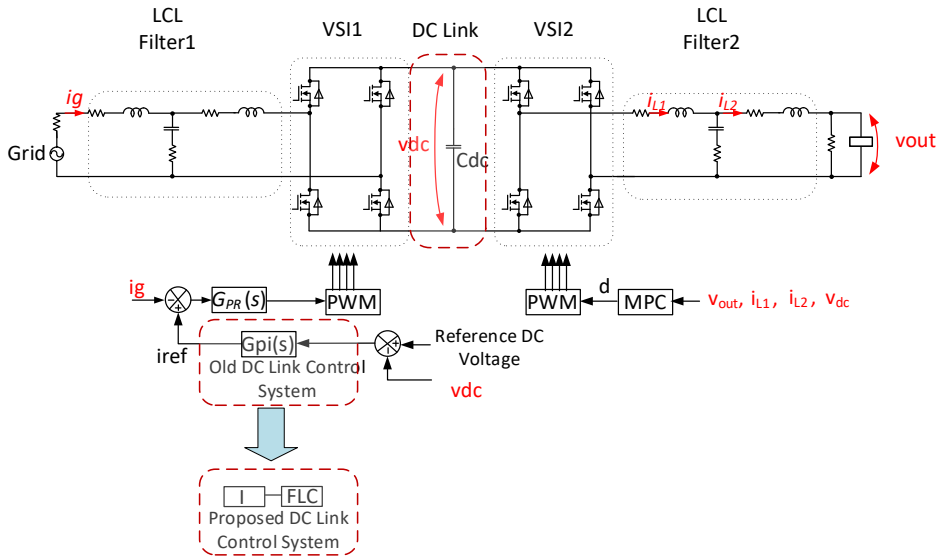 LCL
Filter1
VSI1
DC Link
VSI2
LCL
Filter2
ig
iL1
iL2
Grid
vdc
Cdc
vout
ig
GPR(s)
PWM
PWM
d
MPC
vout, iL1, iL2, vdc
- +
iref
Gpi(s)
+ -
Reference DC
Voltage
Old DC Link Control
System
vdc
I
FLC
Proposed DC Link
Control System